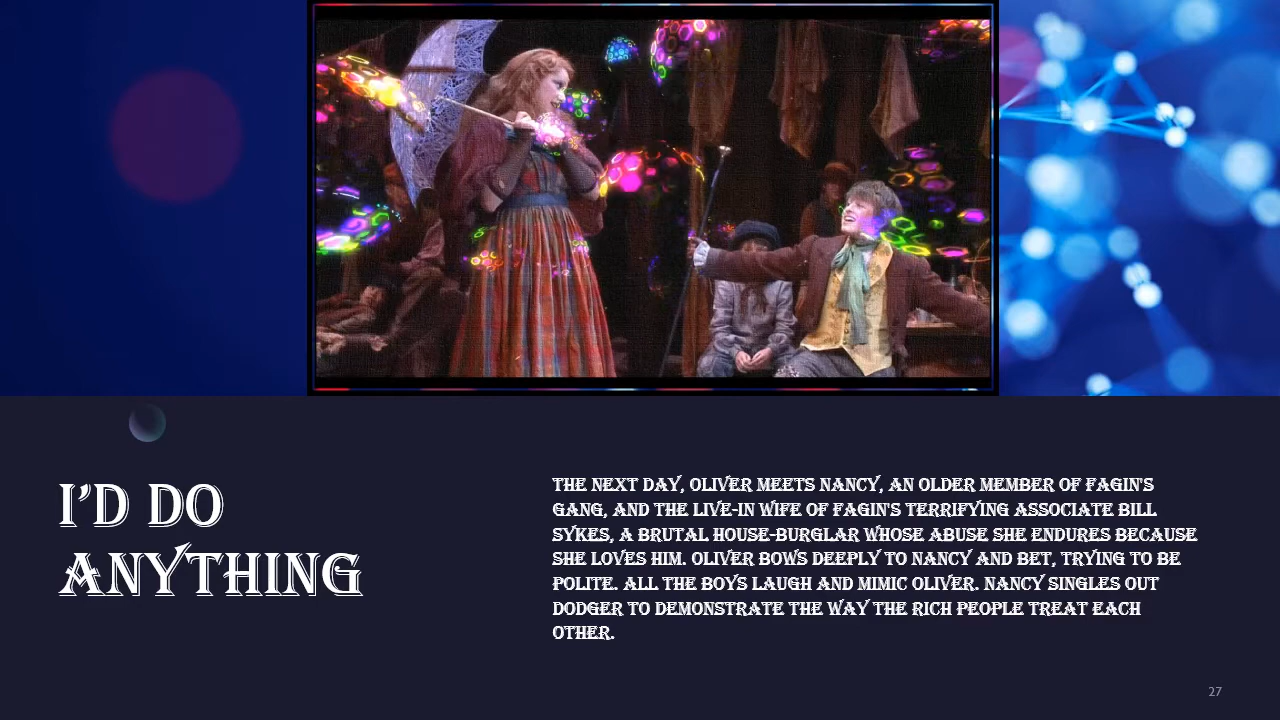 I'D DO
ANYTHING
THE NEXT DAY, OLIVER MEETS NANCY, AN OLDER MEMBER OF FAGIN'S
GANG, AND THE LIVE-IN WIFE OF FAGIN'S TERRIFYING ASSOCIATE BILL
SYKES, A BRUTAL HOUSE-BURGLAR WHOSE ABUSE SHE ENDURES BECAUSE
SHE LOVES HIM. OLIVER BOWS DEEPLY TO NANCY AND BET, TRYING TO BE
POLITE. ALL THE BOYS LAUGH AND MIMIC OLIVER. NANCY SINGLES OUT
DODGER TO DEMONSTRATE THE WAY THE RICH PEOPLE TREAT EACH
OTHER.
27